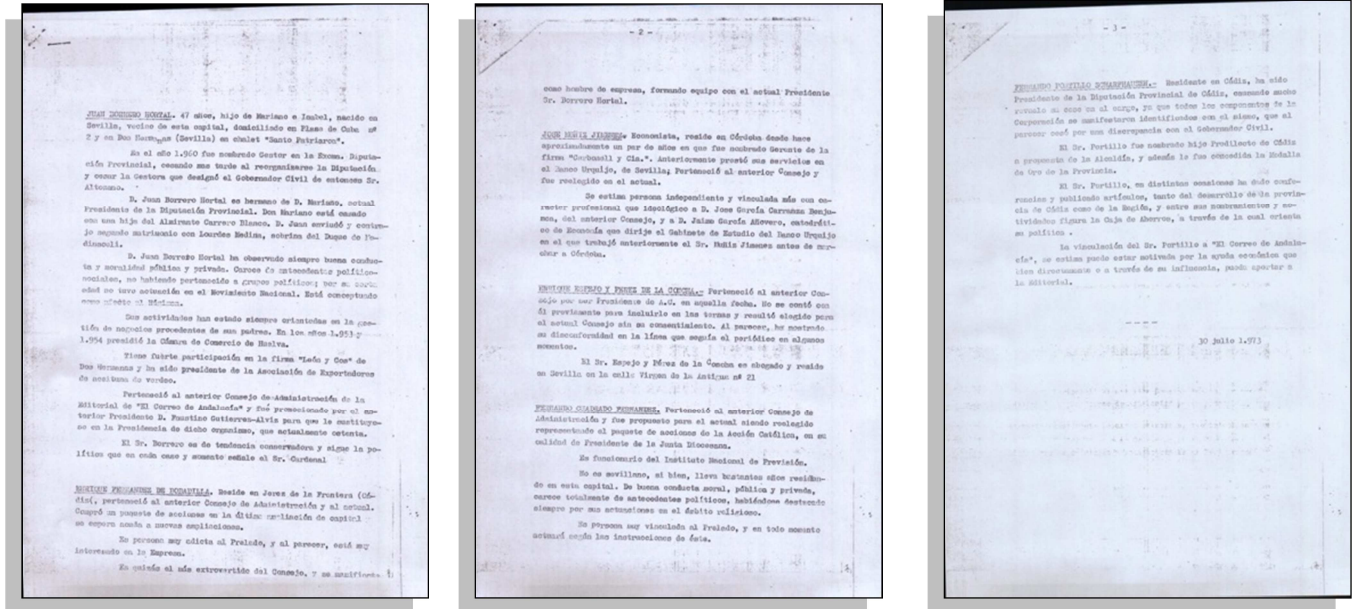 JUAN BORRERO HORTAL. 47 años, hijo de Mariano e Isabel, nacido en
Sevilla, vecino de esta capital, domiciliado en Plaza de Cuba nº
2 y en Dos (Sevilla) en chalet "Santo Patriarca".
En el año 1.960 fue nombrado Gestor en la Excma. Diputa-
ción Provincial, cesando mas tarde al reorganizarse la Diputación
y cesar la Gestora que designó el Gobernador Civil de entonces Sr.
Altozano.
D. Juan Borrero Hortal es hermano de D. Mariano, actual
Presidente de la Diputación Provincial. Don Mariano está casado
con una hija del Almirante Carrero Blanco. D. Juan enviudó y contra-
jo segundo matrimonio con Lourdes Medina, sobrina del Duque de
D. Juan Borrero Hortal ha observado siempre buena conduc-
ta y moralidad pública y privada. Carece de antecedentes político-
sociales, no habiendo pertenecido a grupos políticos; por su corta
edad no tuvo actuación en el Movimiento Nacional. Está conceptuado
como adicto al
Sus actividades han estado siempre orientadas en la ges-
tión de negocios procedentes de sus padres. En los años 1.953 y
1.954 presidió la Cámara de Comercio de Huelva.
Tiene fuerte participación en la firma "León y Cos" de
Dos Hermanas y ha sido presidente de la Asociación de Exportadores
de aceituna de verdeo.
Perteneció al anterior Consejo de Administración de la
Editorial de "El Correo de Andalucía" y fué promocionado por el an-
terior Presidente D. Faustino Gutierrez-Alviz para que le sustituye-
se en la Presidencia de dicho organismo, que actualmente ostenta.
El Sr. Borrero es de tendencia conservadora y sigue la po-
lítica que en cada caso y momento señale el Sr. Cardenal
ENRIQUE FERNANDEZ DE BOBADILLA. Reside en Jerez de la Frontera (Cá-
diz(, perteneció al anterior Consejo de Administración y al actual.
Compró un paquete de acciones en la última ampliación de capital
en espera acuda a nuevas ampliaciones.
Es persona muy adicta al Prelado, y al parecer, está muy
interesado en la Empresa.
Es quizás el más extrovertido del Consejo, y se manifiesta
- 2 -
como hombre de empresa, formando equipo con el actual Presidente
Sr. Borrero Hortal.
JOSE MUÑIZ JIMENEZ. Economista, reside en Córdoba desde hace
aproximadamente un par de años en que fue nombrado Gerente de la
firma "Carbonell y Cia.". Anteriormente prestó sus servicios en
el Banco Urquijo, de Sevilla; Perteneció al anterior Consejo y
fue reelegido en el actual.
Se estima persona independiente y vinculada más con ca-
racter profesional que ideológico a D. Jose García Carranza Benju-
mea, del anterior Consejo, y a D. Jaime García Añoveros, catedráti-
co de Economía que dirije el Gabinete de Estudio del Banco Urquijo
en el que trabajó anteriormente el Sr. Muñiz Jimenez antes de mar-
char a Córdoba.
ENRIQUE ESPEJO Y PEREZ DE LA CONCHA.- Perteneció al anterior Con-
sejo por ser Presidente de A.C. en aquella fecha. No se contó con
él previamente para incluirlo en las ternas y resultó elegido para
el actual Consejo sin su consentimiento. Al parecer, ha mostrado
su disconformidad en la línea que seguía el periódico en algunos
momentos.
El Sr. Espejo y Pérez de la Concha es abogado y reside
en Sevilla en la calle Virgen de la Antigua nº 21
FERNANDO CUADRADO FERNANDEZ. Perteneció al anterior Consejo de
Administración y fue propuesto para el actual siendo reelegido
representando el paquete de acciones de la Acción Católica, en su
calidad de Presidente de la Junta Diocesana.
Es funcionario del Instituto Nacional de Previsión.
No es sevillano, si bien, lleva bastantes años residien-
do en esta capital. De buena conducta moral, pública y privada,
carece totalmente de antecedentes políticos, habiéndose destacado
siempre por sus actuaciones en el ámbito religioso.
Es persona muy vinculada al Prelado, y en todo momento
actuará según las instrucciones de éste.
- 3 -
FERNANDO PORTILLO SCHARFHAUSEN.- Residente en Cádiz, ha sido
Presidente de la Diputación Provincial de Cádiz, causando mucho
revuelo su cese en el cargo, ya que todos los componentes de la
Corporación se manifestaron identificados con el mismo, que al
parecer cesó por una discrepancia con el Gobernador Civil.
El Sr. Portillo fue nombrado hijo Predilecto de Cádiz
a propuesta de la Alcaldía, y además le fue concedida la Medalla
de Oro de la Provincia.
El Sr. Portillo, en distintas ocasiones ha dado confe-
rencias y publicado artículos, tanto del desarrollo de la provin-
cia de Cádiz como de la Región, y entre sus nombramientos y ac-
tividades figura la Caja de Ahorros, a través de la cual orienta
su política .
La vinculación del Sr. Portillo a "El Correo de Andalu-
cía", se estima pueda estar motivada por la ayuda económica que
bien directamente o a través de su influencia, pueda aportar a
la Editorial.
----
30 julio 1.973